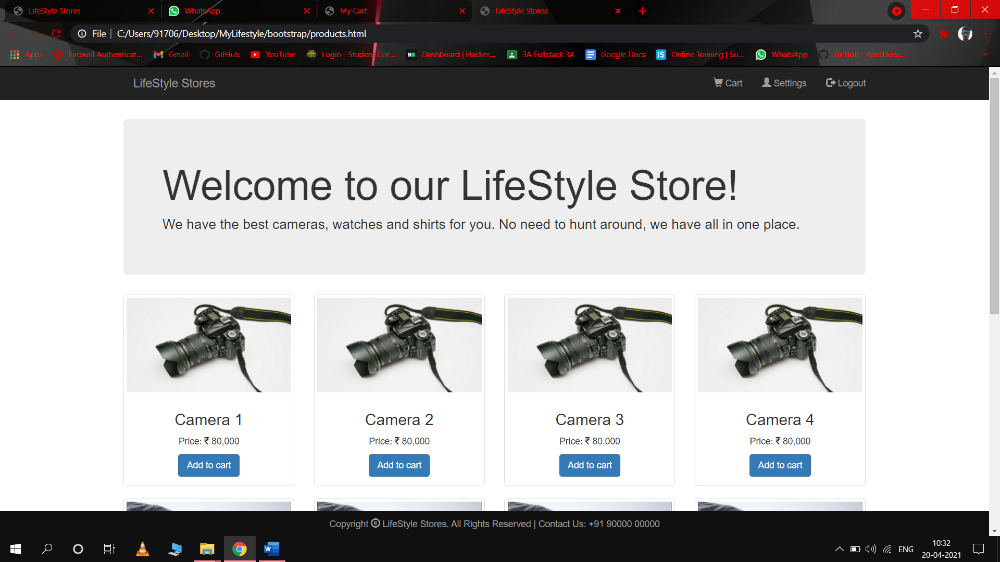 LifeStyle Stores
WhatsApp
My Cart
LifeStyle Stores
File
C:/Users/91706/Desktop/MyLifestyle/bootstrap/products.html
Apps
Firewall Authenticat...
Gmail
GitHub
YouTube
Login - Student Cor...
Dashboard | Hacker...
3A Fullstack 3A
Google Docs
Online Training | Su...
WhatsApp
GitHub - AmitDeka...
LifeStyle Stores
Cart
Settings
Logout
Welcome to our LifeStyle Store!
We have the best cameras, watches and shirts for you. No need to hunt around, we have all in one place.
Camera 1
Price: ₹ 80,000
Add to cart
Camera 2
Price: ₹ 80,000
Add to cart
Camera 3
Price: ₹ 80,000
Add to cart
Camera 4
Price: ₹ 80,000
Add to cart
Copyright © LifeStyle Stores. All Rights Reserved | Contact Us: +91 90000 00000
ENG
10:32
20-04-2021